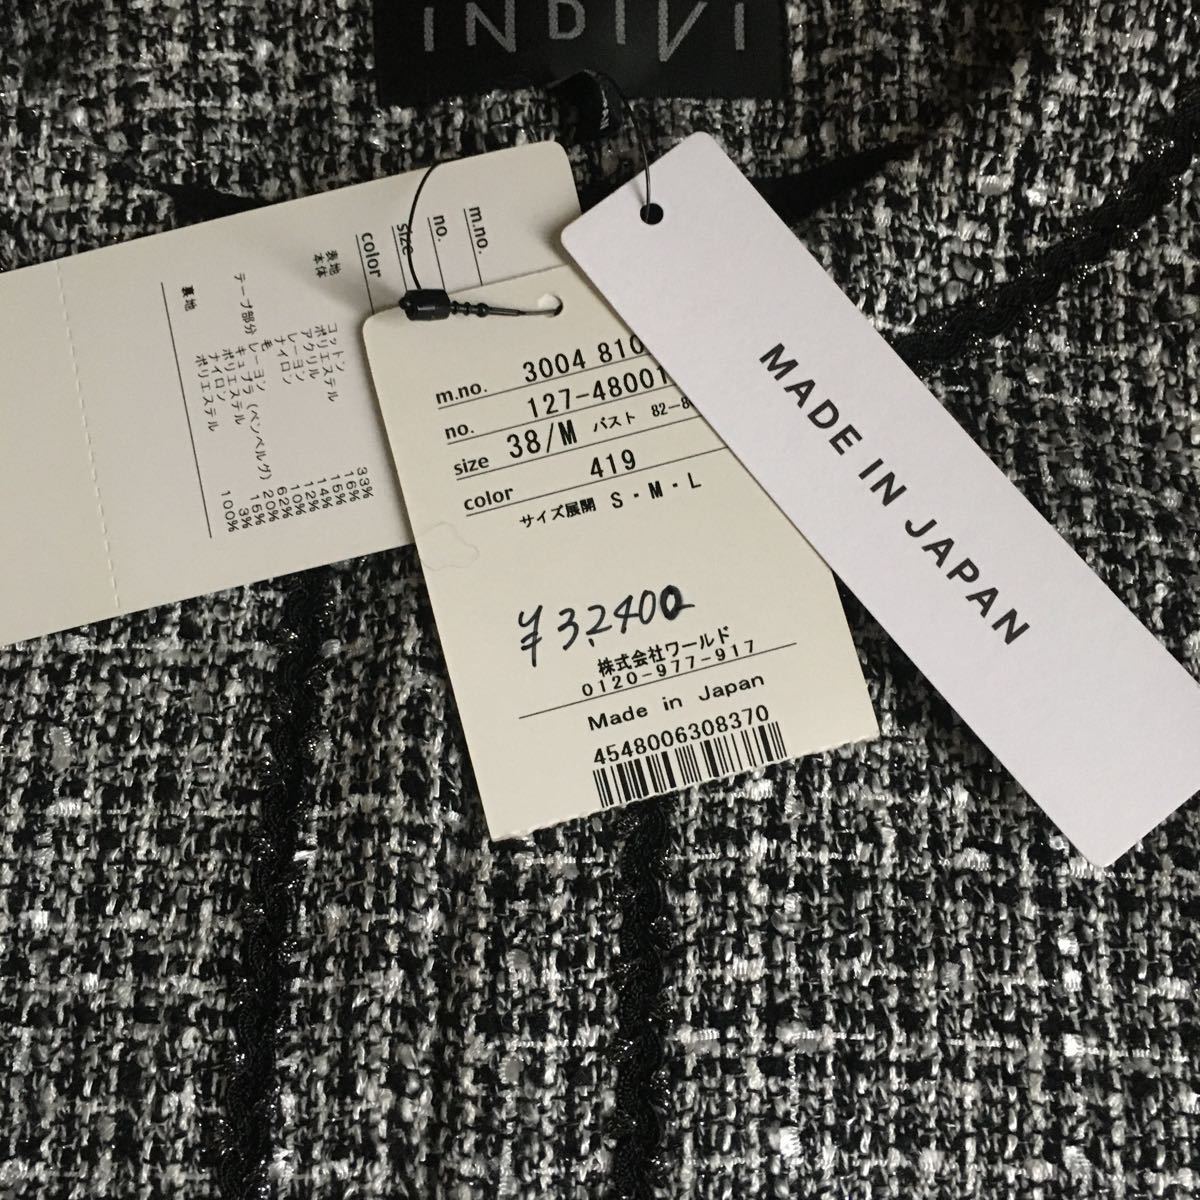 INDIVI
m.no.
no.
size
color
表地
本体
コットン 33%
ポリエステル 16%
アクリル 15%
レーヨン 14%
ナイロン 12%
テープ部分
レーヨン 62%
キュプラ(ベンベルグ) 20%
ポリエステル 15%
ナイロン 3%
裏地
ポリエステル 100%
m.no. 3004 810
no. 127-48001
size 38/M バスト 82-8
color 419
サイズ展開 S・M・L
¥32,400
株式会社ワールド
0120-977-917
Made in Japan
4548006308370
MADE IN JAPAN